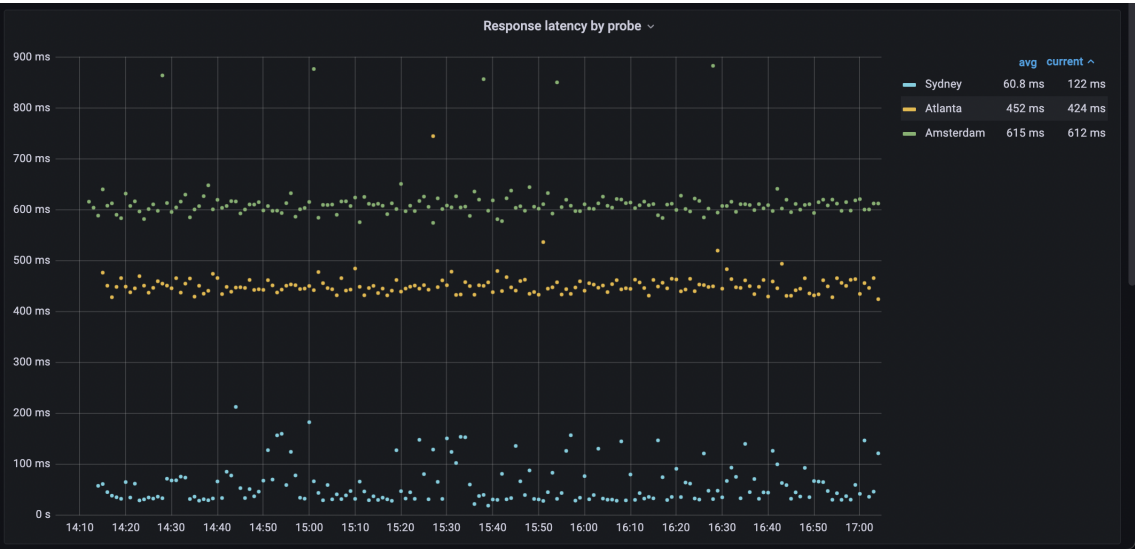 Response latency by probe
900 ms
800 ms
700 ms
600 ms
500 ms
400 ms
300 ms
200 ms
100 ms
0 s
14:10 14:20 14:30 14:40 14:50 15:00 15:10 15:20 15:30 15:40 15:50 16:00 16:10 16:20 16:30 16:40 16:50 17:00
avg current
Sydney 60.8 ms 122 ms
Atlanta 452 ms 424 ms
Amsterdam 615 ms 612 ms